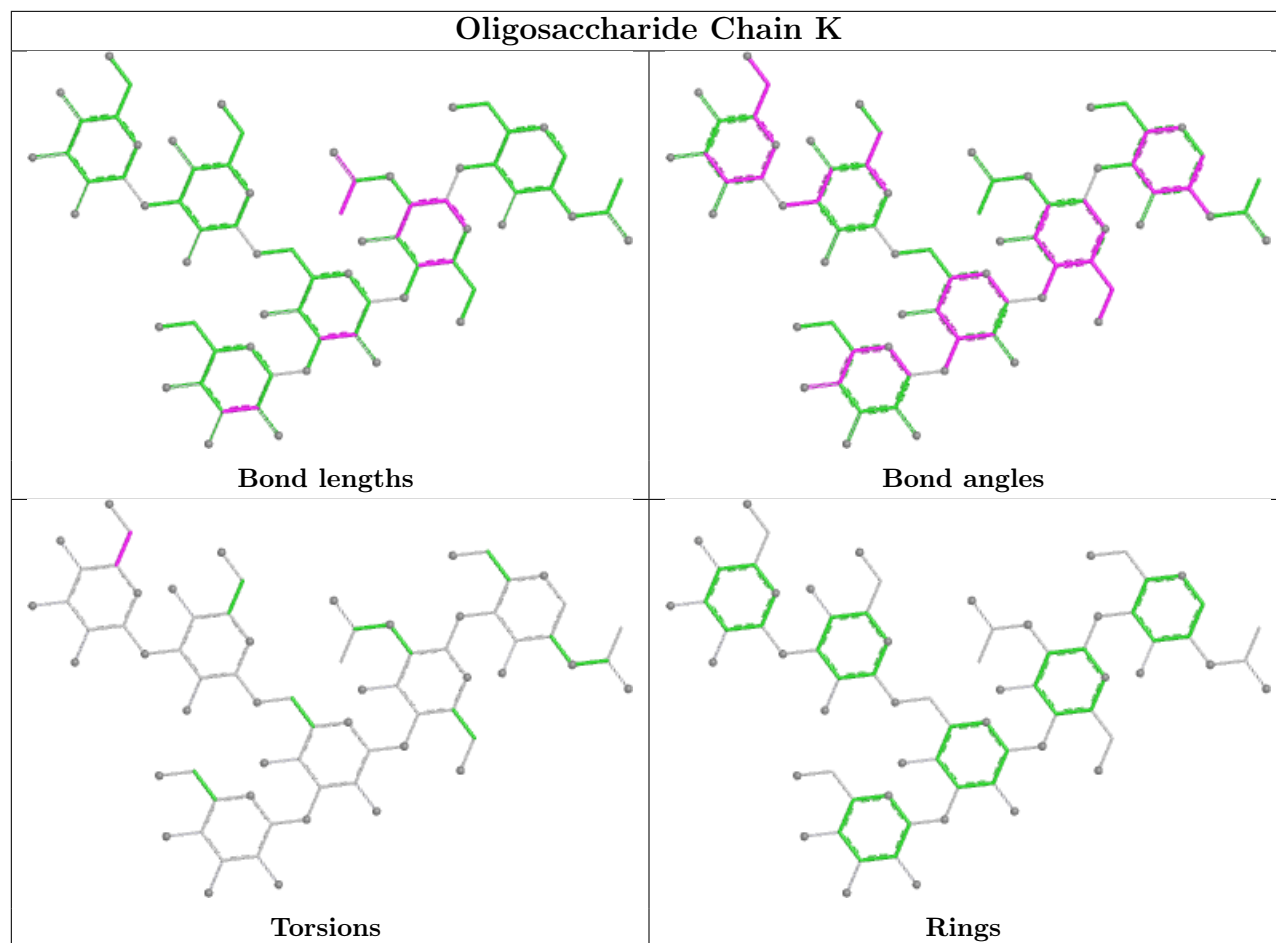 Oligosaccharide Chain K
Bond lengths
Bond angles
Torsions
Rings